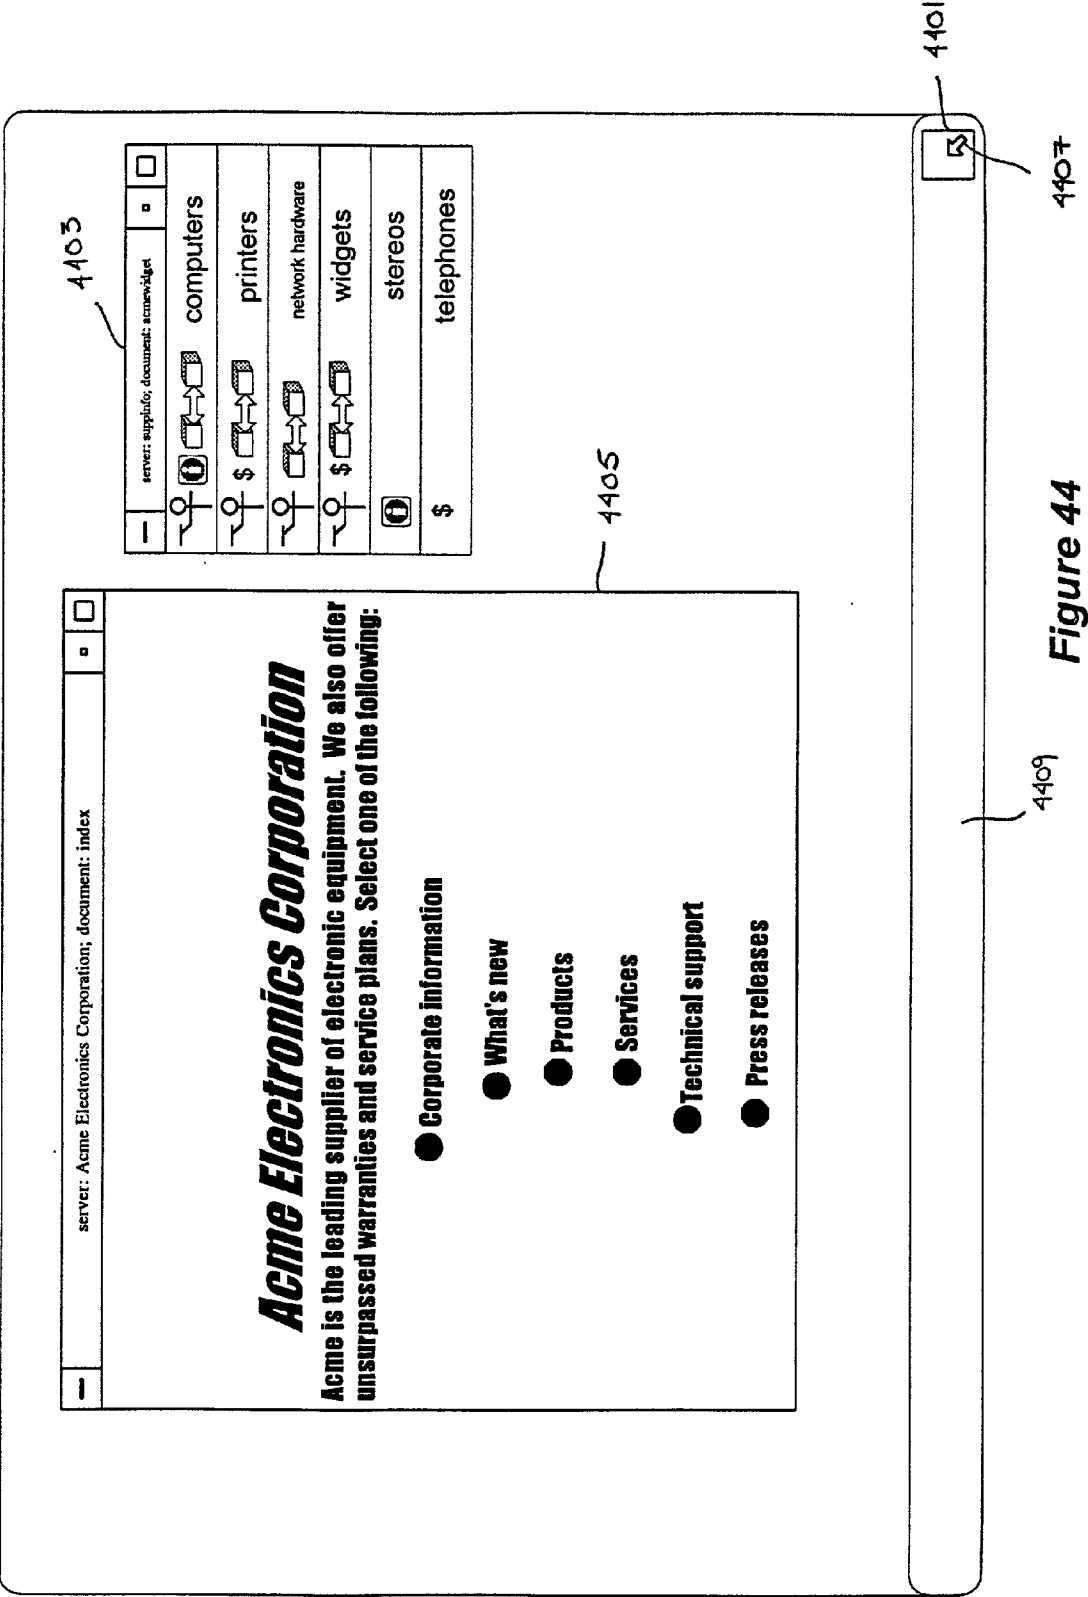 4401
4407
4403
server: suppinfo; document: acmewidget
i computers
$ printers
network hardware
$ widgets
i stereos
$ telephones
4405
server: Acme Electronics Corporation; document: index
Acme Electronics Corporation
Acme is the leading supplier of electronic equipment. We also offer
unsurpassed warranties and service plans. Select one of the following:
Corporate information
What's new
Products
Services
Technical support
Press releases
4409
Figure 44